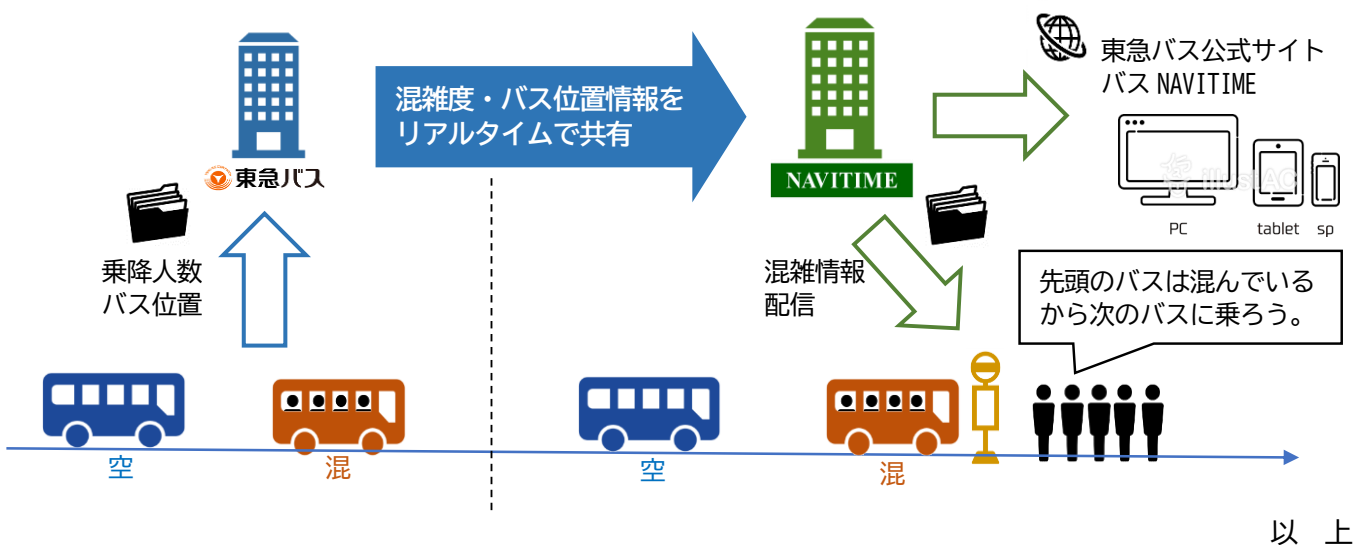 東急バス
混雑度・バス位置情報を
リアルタイムで共有
NAVITIME
東急バス公式サイト
バス NAVITIME
illustAC
PC
tablet
sp
乗降人数
バス位置
混雑情報
配信
先頭のバスは混んでいる
から次のバスに乗ろう。
空
混
空
混
以 上